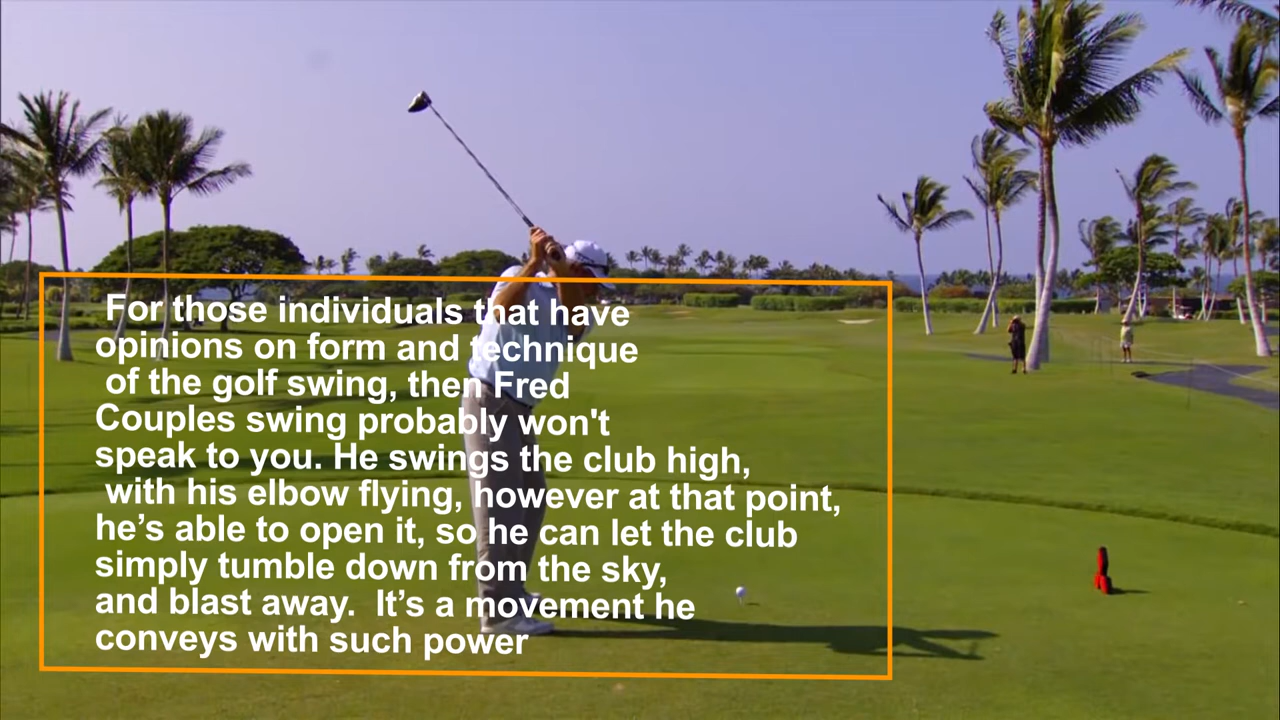 For those individuals that have
opinions on form and technique
of the golf swing, then Fred
Couples swing probably won't
speak to you. He swings the club high,
with his elbow flying, however at that point,
he’s able to open it, so he can let the club
simply tumble down from the sky,
and blast away.  It’s a movement he
conveys with such power